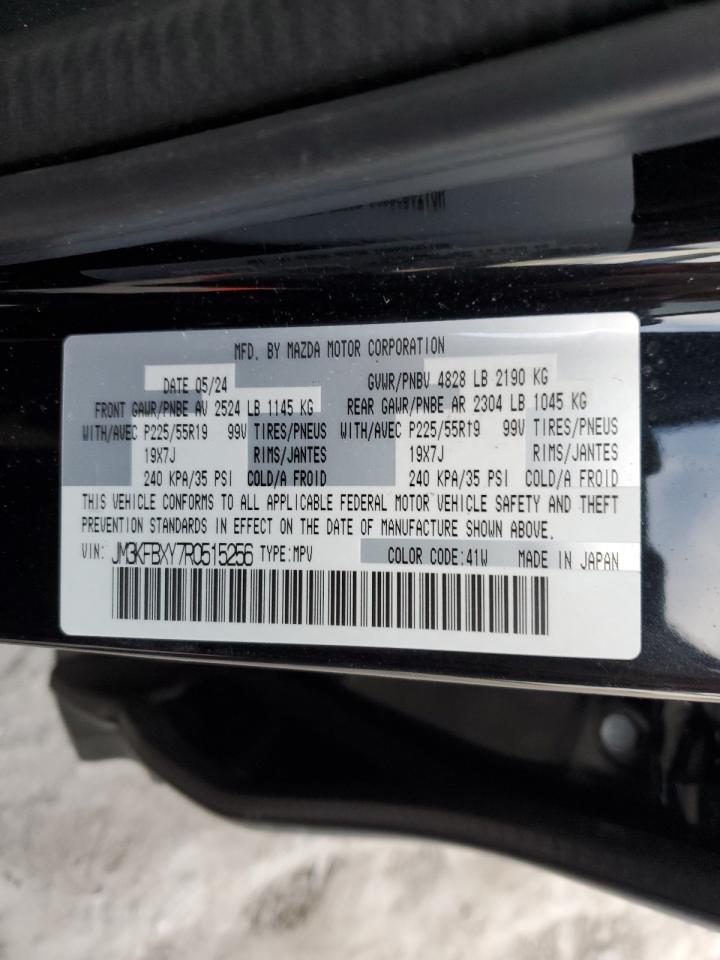 MFD. BY MAZDA MOTOR CORPORATION
DATE 05/24 GVWR/PNBV 4828 LB 2190 KG
FRONT GAWR/PNBE AV 2524 LB 1145 KG REAR GAWR/PNBE AR 2304 LB 1045 KG
WITH/AVEC P225/55R19 99V TIRES/PNEUS WITH/AVEC P225/55R19 99V TIRES/PNEUS
19X7J RIMS/JANTES 19X7J RIMS/JANTES
240 KPA/35 PSI COLD/A FROID 240 KPA/35 PSI COLD/A FROID
THIS VEHICLE CONFORMS TO ALL APPLICABLE FEDERAL MOTOR VEHICLE SAFETY AND THEFT
PREVENTION STANDARDS IN EFFECT ON THE DATE OF MANUFACTURE SHOWN ABOVE.
VIN: JM3KFBXY7R0515256 TYPE:MPV COLOR CODE:41W MADE IN JAPAN